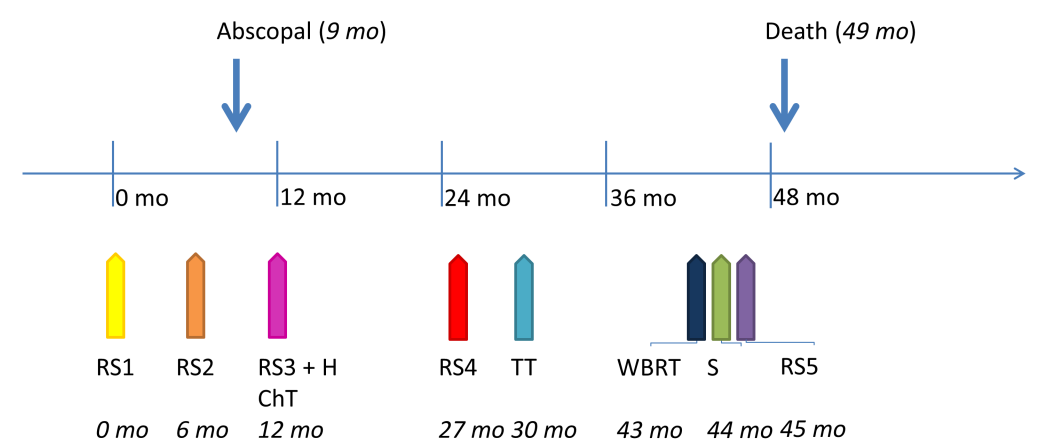 Abscopal (9 mo) Death (49 mo)
0 mo 12 mo 24 mo 36 mo 48 mo
RS1 RS2 RS3 + H RS4 TT WBRT S RS5
ChT
0 mo 6 mo 12 mo 27 mo 30 mo 43 mo 44 mo 45 mo